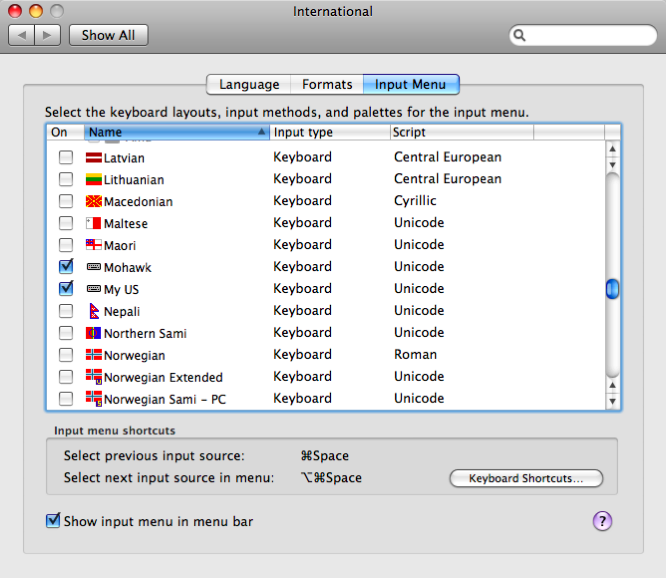 International
Show All
Language Formats Input Menu
Select the keyboard layouts, input methods, and palettes for the input menu.
On Name Input type Script
Latvian Keyboard Central European
Lithuanian Keyboard Central European
Macedonian Keyboard Cyrillic
Maltese Keyboard Unicode
Maori Keyboard Unicode
Mohawk Keyboard Unicode
My US Keyboard Unicode
Nepali Keyboard Unicode
Northern Sami Keyboard Unicode
Norwegian Keyboard Roman
Norwegian Extended Keyboard Unicode
Norwegian Sami – PC Keyboard Unicode
Input menu shortcuts
Select previous input source: ⌘Space
Select next input source in menu: ⌥⌘Space
Keyboard Shortcuts...
Show input menu in menu bar
?